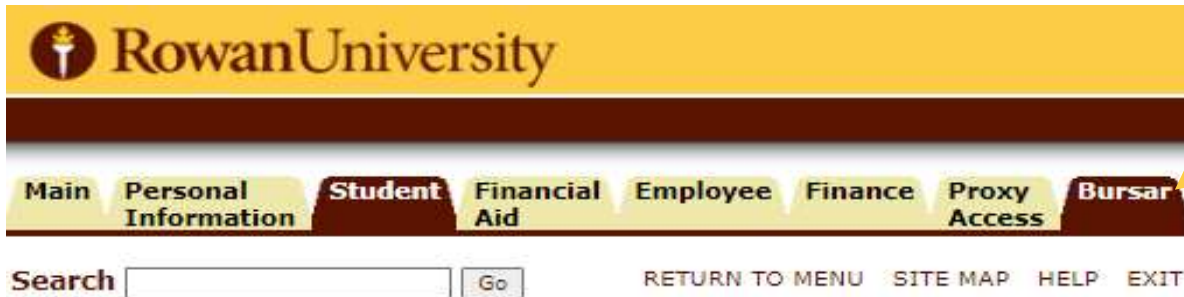 RowanUniversity
Main Personal Information Student Financial Aid Employee Finance Proxy Access Bursar
Search Go RETURN TO MENU SITE MAP HELP EXIT